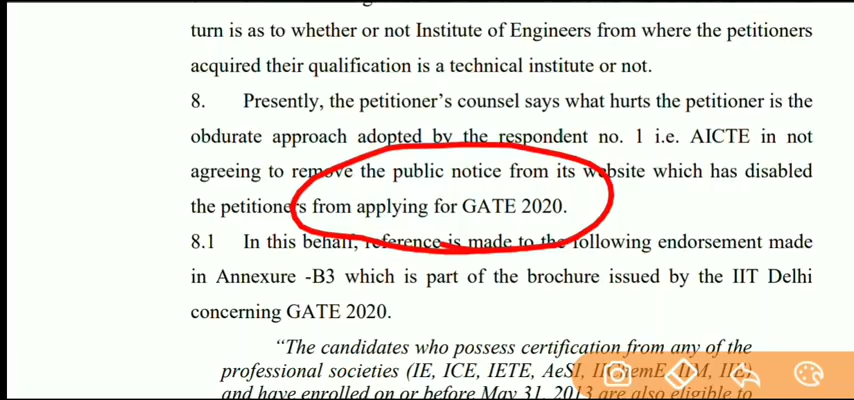 turn is as to whether or not Institute of Engineers from where the petitioners
acquired their qualification is a technical institute or not.
8. Presently, the petitioner's counsel says what hurts the petitioner is the
obdurate approach adopted by the respondent no. 1 i.e. AICTE in not
agreeing to remove the public notice from its website which has disabled
the petitioners from applying for GATE 2020.
8.1 In this behalf, reference is made to the following endorsement made
in Annexure -B3 which is part of the brochure issued by the IIT Delhi
concerning GATE 2020.
“The candidates who possess certification from any of the
professional societies (IE, ICE, IETE, AeSI, IIChemE, IIM, IIE)
and have enrolled on or before May 31, 2013 are also eligible to